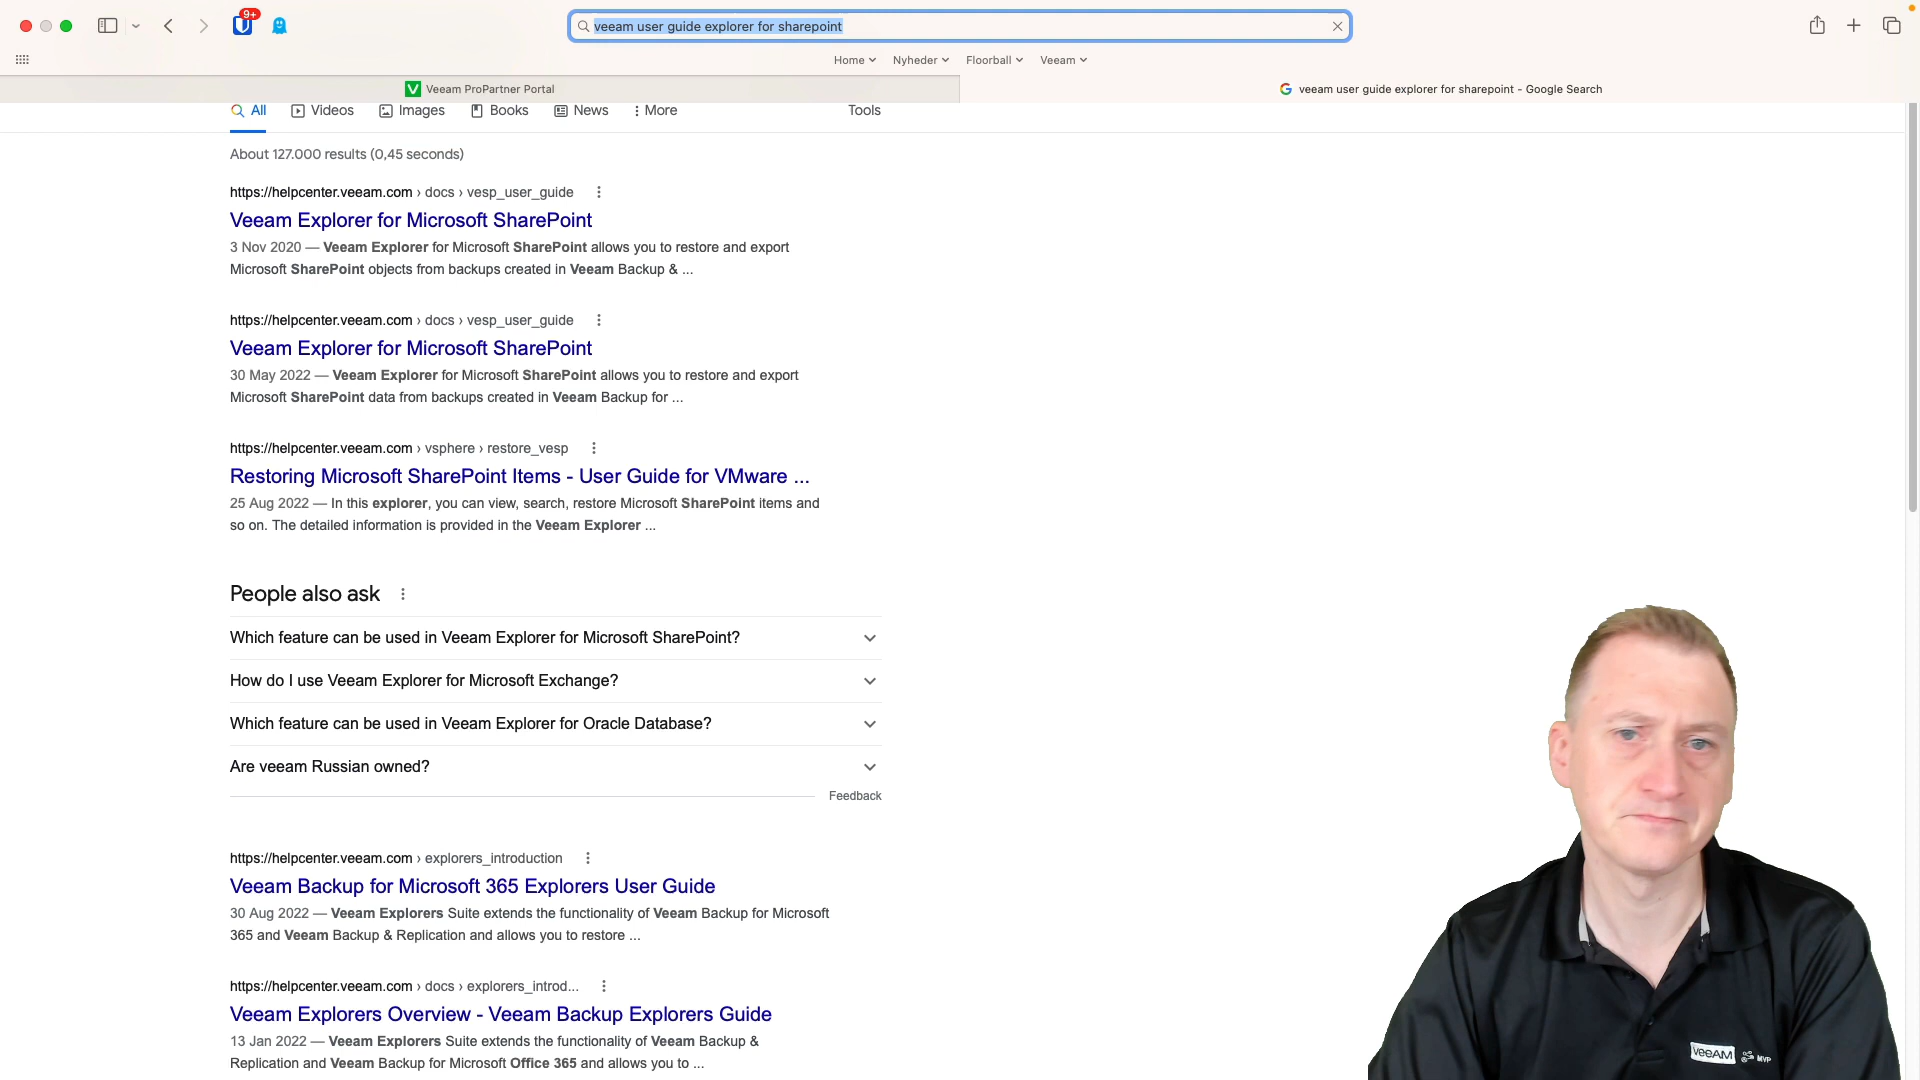 9+
veeam user guide explorer for sharepoint
Home
Nyheder
Floorball
Veeam
Veeam ProPartner Portal
veeam user guide explorer for sharepoint - Google Search
All
Videos
Images
Books
News
More
Tools
About 127.000 results (0,45 seconds)
https://helpcenter.veeam.com › docs › vesp_user_guide
Veeam Explorer for Microsoft SharePoint
3 Nov 2020 — Veeam Explorer for Microsoft SharePoint allows you to restore and export
Microsoft SharePoint objects from backups created in Veeam Backup & ...
https://helpcenter.veeam.com › docs › vesp_user_guide
Veeam Explorer for Microsoft SharePoint
30 May 2022 — Veeam Explorer for Microsoft SharePoint allows you to restore and export
Microsoft SharePoint data from backups created in Veeam Backup for ...
https://helpcenter.veeam.com › vsphere › restore_vesp
Restoring Microsoft SharePoint Items - User Guide for VMware ...
25 Aug 2022 — In this explorer, you can view, search, restore Microsoft SharePoint items and
so on. The detailed information is provided in the Veeam Explorer ...
People also ask
Which feature can be used in Veeam Explorer for Microsoft SharePoint?
How do I use Veeam Explorer for Microsoft Exchange?
Which feature can be used in Veeam Explorer for Oracle Database?
Are veeam Russian owned?
Feedback
https://helpcenter.veeam.com › explorers_introduction
Veeam Backup for Microsoft 365 Explorers User Guide
30 Aug 2022 — Veeam Explorers Suite extends the functionality of Veeam Backup for Microsoft
365 and Veeam Backup & Replication and allows you to restore ...
https://helpcenter.veeam.com › docs › explorers_introd...
Veeam Explorers Overview - Veeam Backup Explorers Guide
13 Jan 2022 — Veeam Explorers Suite extends the functionality of Veeam Backup &
Replication and Veeam Backup for Microsoft Office 365 and allows you to ...
veeAM MVP